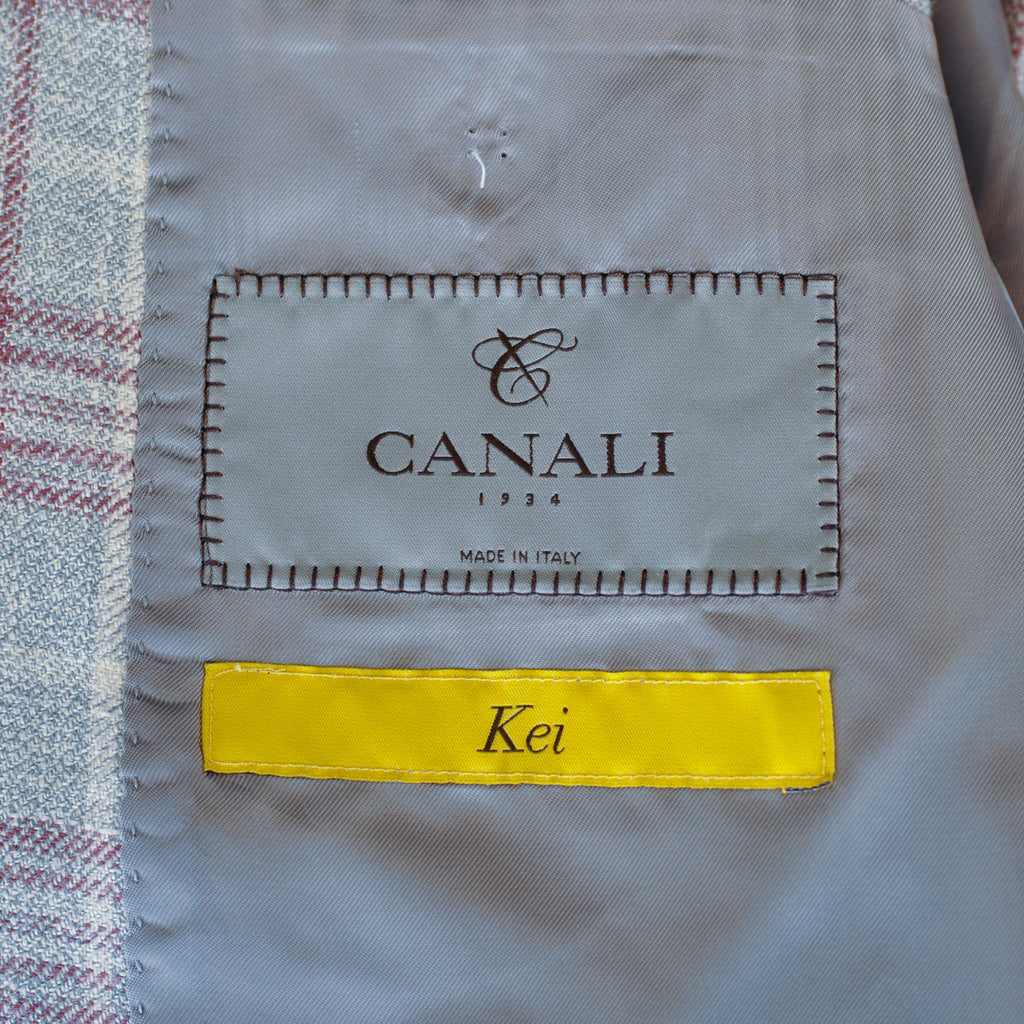 CANALI
1934
MADE IN ITALY
Kei